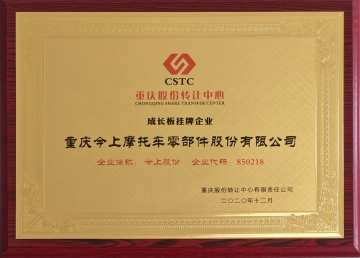 CSTC
重庆股份转让中心
CHONGQING SHARE TRANSFER CENTER
成长板挂牌企业
重庆今上摩托车零部件股份有限公司
企业简称：今上股份 企业代码：850218
重庆股份转让中心有限责任公司
二〇二〇年十二月